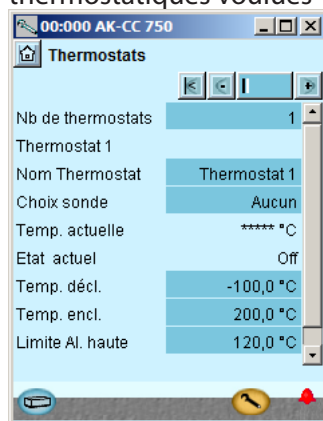 thermostatiques voulues
00:000 AK-CC 750
Thermostats
Nb de thermostats 1
Thermostat 1
Nom Thermostat Thermostat 1
Choix sonde Aucun
Temp. actuelle ***** °C
Etat actuel Off
Temp. décl. -100,0 °C
Temp. encl. 200,0 °C
Limite Al. haute 120,0 °C